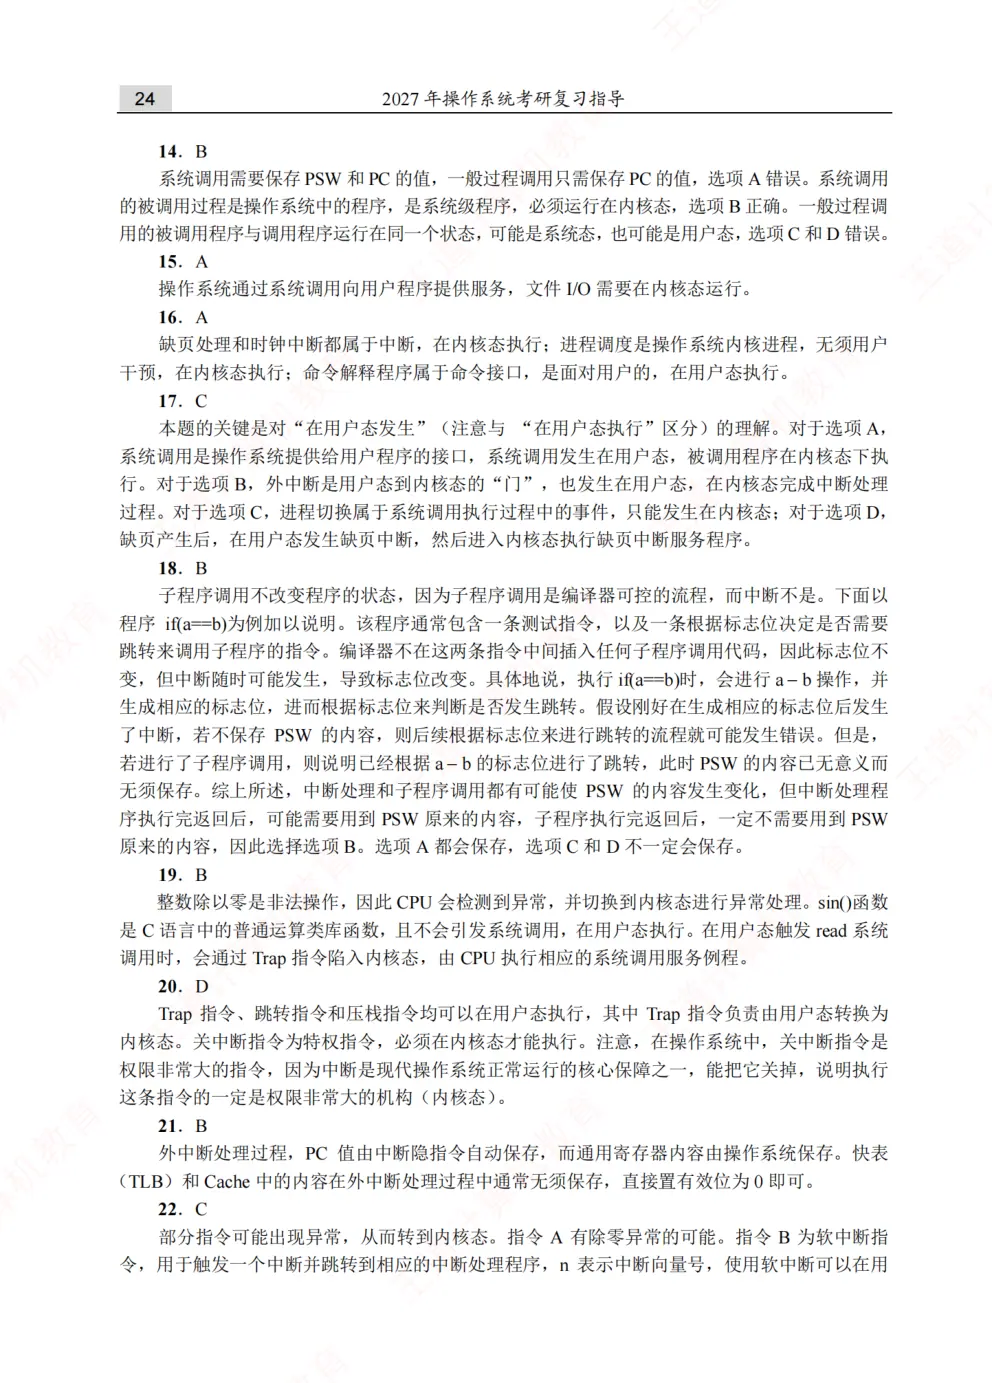 24
2027 年操作系统考研复习指导
14．B
系统调用需要保存 PSW 和 PC 的值，一般过程调用只需保存 PC 的值，选项 A 错误。系统调用
的被调用过程是操作系统中的程序，是系统级程序，必须运行在内核态，选项 B 正确。一般过程调
用的被调用程序与调用程序运行在同一个状态，可能是系统态，也可能是用户态，选项 C 和 D 错误。
15．A
操作系统通过系统调用向用户程序提供服务，文件 I/O 需要在内核态运行。
16．A
缺页处理和时钟中断都属于中断，在内核态执行；进程调度是操作系统内核进程，无须用户
干预，在内核态执行；命令解释程序属于命令接口，是面对用户的，在用户态执行。
17．C
本题的关键是对“在用户态发生”（注意与 “在用户态执行”区分）的理解。对于选项 A，
系统调用是操作系统提供给用户程序的接口，系统调用发生在用户态，被调用程序在内核态下执
行。对于选项 B，外中断是用户态到内核态的“门”，也发生在用户态，在内核态完成中断处理
过程。对于选项 C，进程切换属于系统调用执行过程中的事件，只能发生在内核态；对于选项 D，
缺页产生后，在用户态发生缺页中断，然后进入内核态执行缺页中断服务程序。
18．B
子程序调用不改变程序的状态，因为子程序调用是编译器可控的流程，而中断不是。下面以
程序 if(a==b)为例加以说明。该程序通常包含一条测试指令，以及一条根据标志位决定是否需要
跳转来调用子程序的指令。编译器不在这两条指令中间插入任何子程序调用代码，因此标志位不
变，但中断随时可能发生，导致标志位改变。具体地说，执行 if(a==b)时，会进行 a – b 操作，并
生成相应的标志位，进而根据标志位来判断是否发生跳转。假设刚好在生成相应的标志位后发生
了中断，若不保存 PSW 的内容，则后续根据标志位来进行跳转的流程就可能发生错误。但是，
若进行了子程序调用，则说明已经根据 a – b 的标志位进行了跳转，此时 PSW 的内容已无意义而
无须保存。综上所述，中断处理和子程序调用都有可能使 PSW 的内容发生变化，但中断处理程
序执行完返回后，可能需要用到 PSW 原来的内容，子程序执行完返回后，一定不需要用到 PSW
原来的内容，因此选择选项 B。选项 A 都会保存，选项 C 和 D 不一定会保存。
19．B
整数除以零是非法操作，因此 CPU 会检测到异常，并切换到内核态进行异常处理。sin()函数
是 C 语言中的普通运算类库函数，且不会引发系统调用，在用户态执行。在用户态触发 read 系统
调用时，会通过 Trap 指令陷入内核态，由 CPU 执行相应的系统调用服务例程。
20．D
Trap 指令、跳转指令和压栈指令均可以在用户态执行，其中 Trap 指令负责由用户态转换为
内核态。关中断指令为特权指令，必须在内核态才能执行。注意，在操作系统中，关中断指令是
权限非常大的指令，因为中断是现代操作系统正常运行的核心保障之一，能把它关掉，说明执行
这条指令的一定是权限非常大的机构（内核态）。
21．B
外中断处理过程，PC 值由中断隐指令自动保存，而通用寄存器内容由操作系统保存。快表
（TLB）和 Cache 中的内容在外中断处理过程中通常无须保存，直接置有效位为 0 即可。
22．C
部分指令可能出现异常，从而转到内核态。指令 A 有除零异常的可能。指令 B 为软中断指
令，用于触发一个中断并跳转到相应的中断处理程序，n 表示中断向量号，使用软中断可以在用